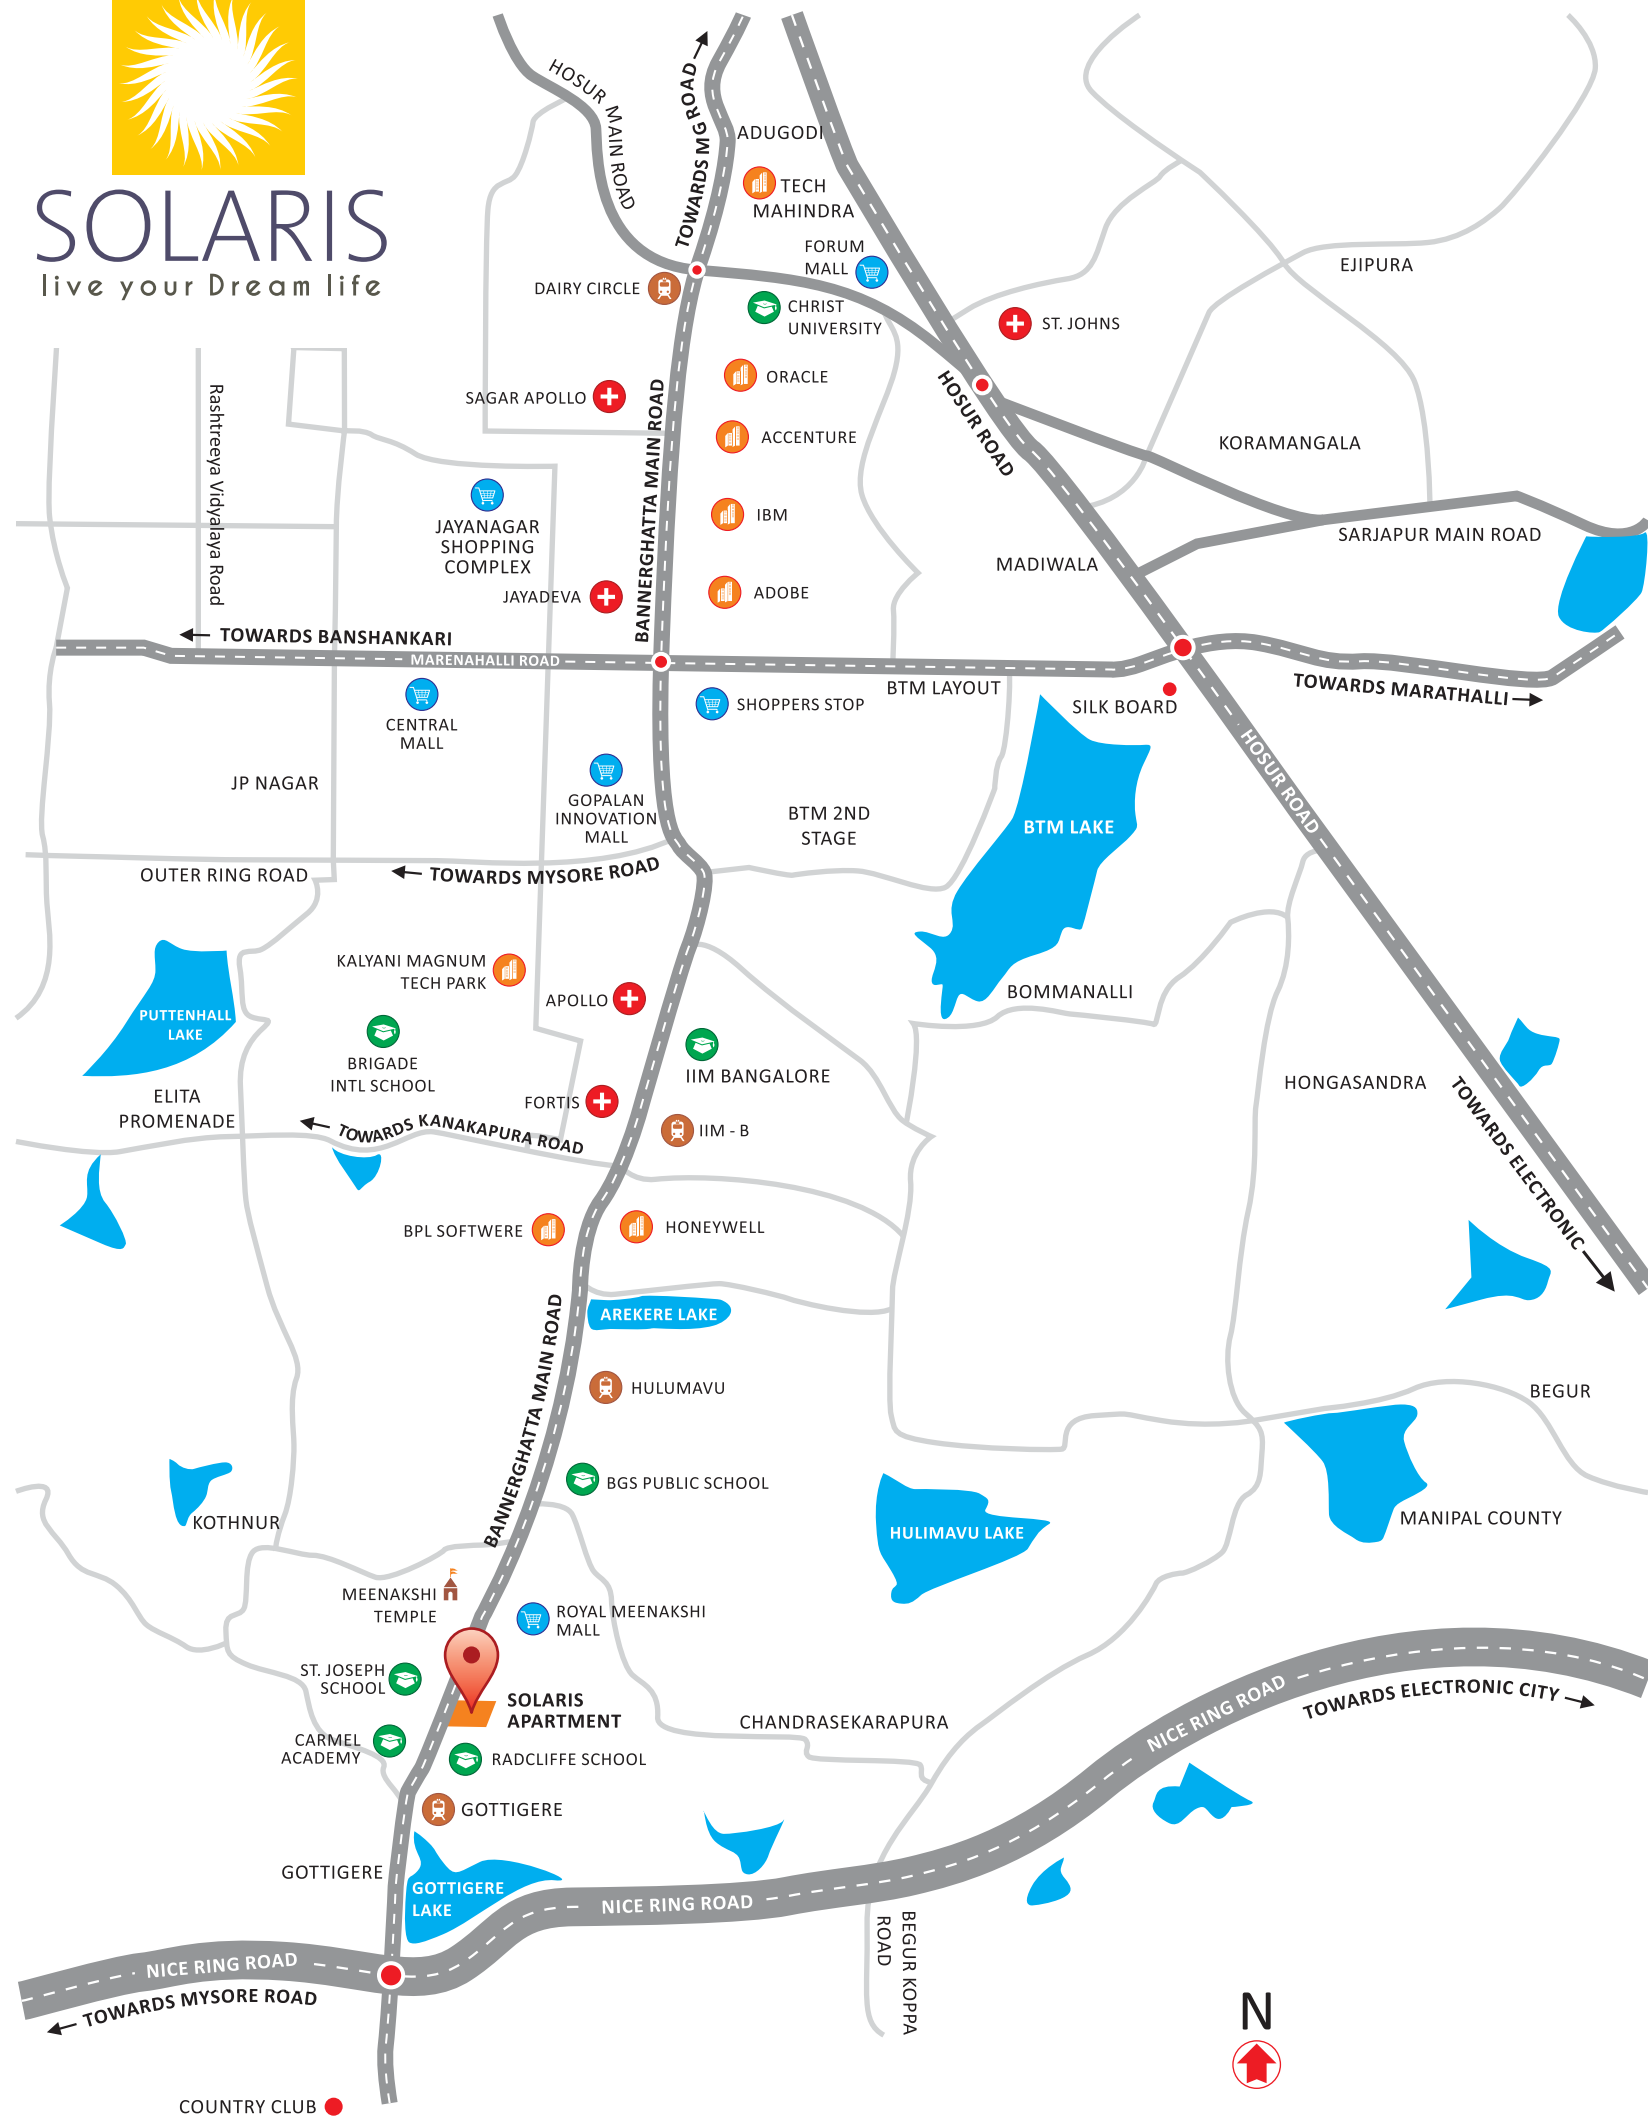 SOLARIS
live your Dream life
HOSUR MAIN ROAD
TOWARDS MG ROAD
ADUGODI
TECH
MAHINDRA
FORUM
MALL
DAIRY CIRCLE
CHRIST
UNIVERSITY
ST. JOHNS
EJIPURA
ORACLE
SAGAR APOLLO
ACCENTURE
HOSUR ROAD
KORAMANGALA
BANNERGHATTA MAIN ROAD
Rashtreeya Vidyalaya Road
JAYANAGAR
SHOPPING
COMPLEX
IBM
SARJAPUR MAIN ROAD
MADIWALA
JAYADEVA
ADOBE
TOWARDS BANSHANKARI
MARENAHALLI ROAD
BTM LAYOUT
TOWARDS MARATHALLI
SILK BOARD
CENTRAL
MALL
SHOPPERS STOP
HOSUR ROAD
JP NAGAR
GOPALAN
INNOVATION
MALL
BTM 2ND
STAGE
BTM LAKE
OUTER RING ROAD
TOWARDS MYSORE ROAD
KALYANI MAGNUM
TECH PARK
APOLLO
BOMMANALLI
PUTTENHALL
LAKE
BRIGADE
INTL SCHOOL
IIM BANGALORE
HONGASANDRA
ELITA
PROMENADE
FORTIS
TOWARDS KANAKAPURA ROAD
IIM - B
TOWARDS ELECTRONIC
BPL SOFTWERE
HONEYWELL
AREKERE LAKE
BANNERGHATTA MAIN ROAD
HULUMAVU
BEGUR
BGS PUBLIC SCHOOL
KOTHNUR
HULIMAVU LAKE
MANIPAL COUNTY
MEENAKSHI
TEMPLE
ROYAL MEENAKSHI
MALL
ST. JOSEPH
SCHOOL
SOLARIS
APARTMENT
CHANDRASEKARAPURA
NICE RING ROAD
TOWARDS ELECTRONIC CITY
CARMEL
ACADEMY
RADCLIFFE SCHOOL
GOTTIGERE
GOTTIGERE
GOTTIGERE
LAKE
NICE RING ROAD
BEGUR KOPPA
ROAD
NICE RING ROAD
TOWARDS MYSORE ROAD
N
COUNTRY CLUB